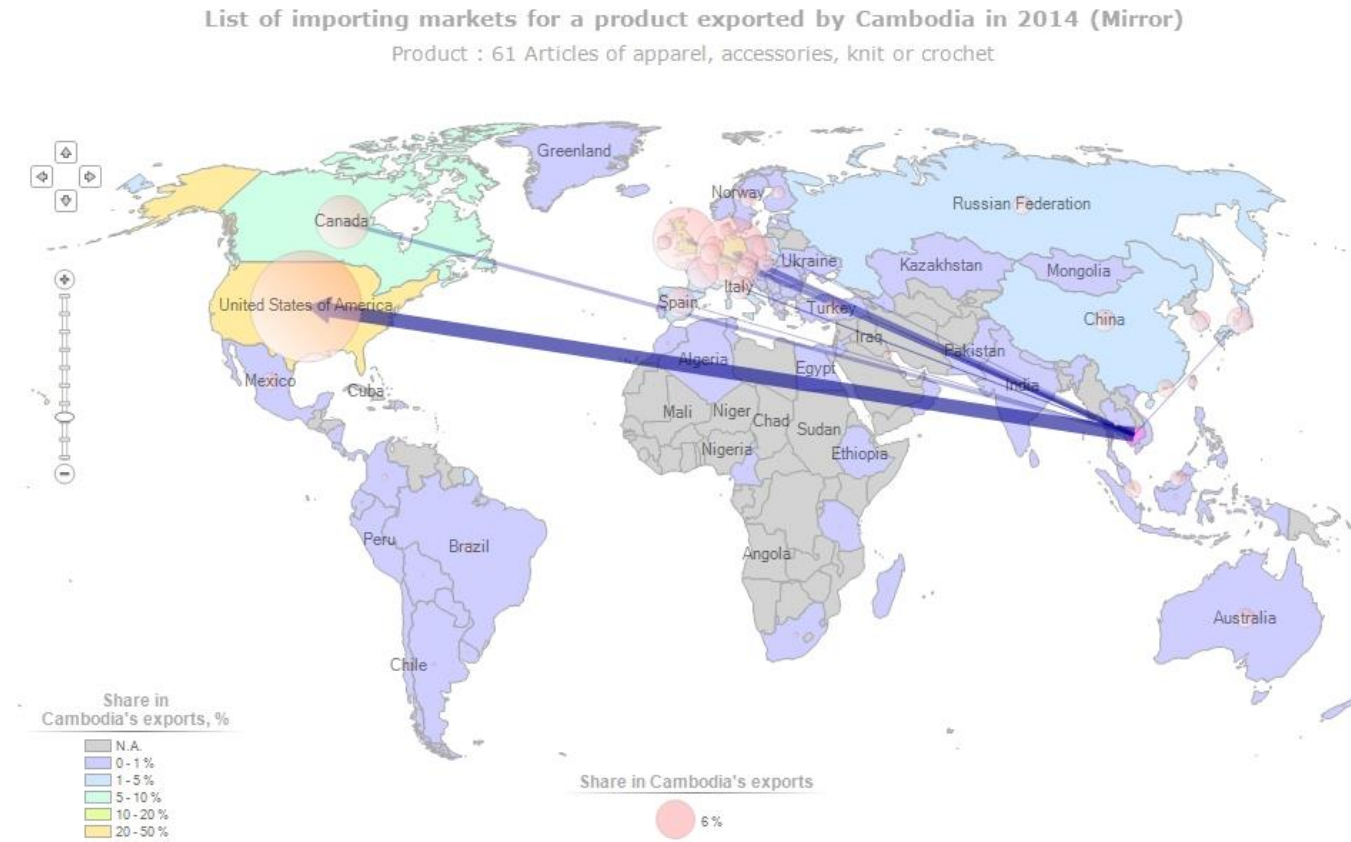 List of importing markets for a product exported by Cambodia in 2014 (Mirror)
Product : 61 Articles of apparel, accessories, knit or crochet
Greenland
Norway
Canada
Russian Federation
Ukraine
Kazakhstan
Mongolia
Italy
United States of America
Spain
Turkey
China
Iraq
Pakistan
Algeria
Egypt
India
Mexico
Cuba
Mali
Niger
Chad
Sudan
Nigeria
Ethiopia
Peru
Brazil
Angola
Australia
Chile
Share in
Cambodia's exports, %
N.A.
0 - 1 %
1 - 5 %
5 - 10 %
10 - 20 %
20 - 50 %
Share in Cambodia's exports
6 %